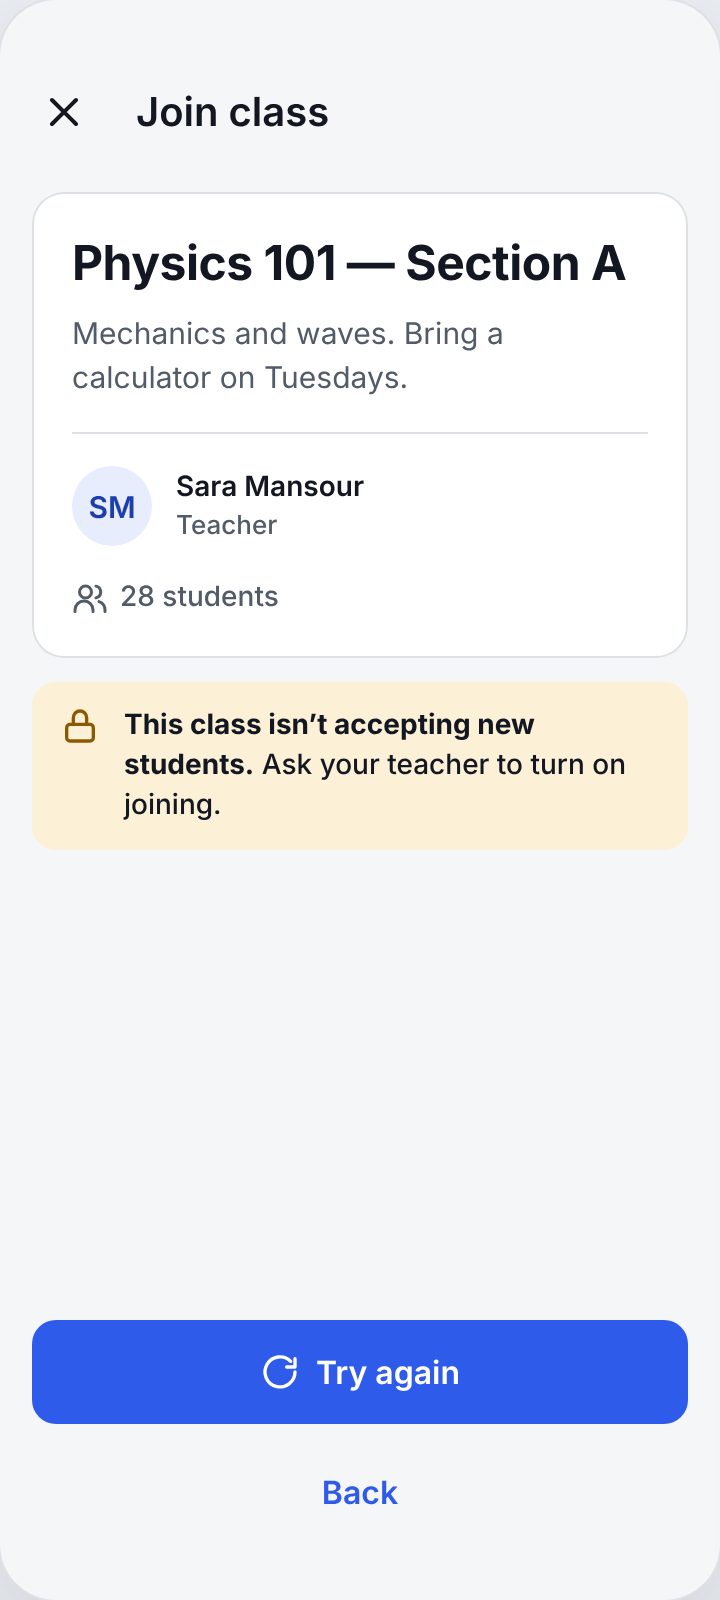 Join class
Physics 101 — Section A
Mechanics and waves. Bring a
calculator on Tuesdays.
SM
Sara Mansour
Teacher
28 students
This class isn’t accepting new
students. Ask your teacher to turn on
joining.
Try again
Back